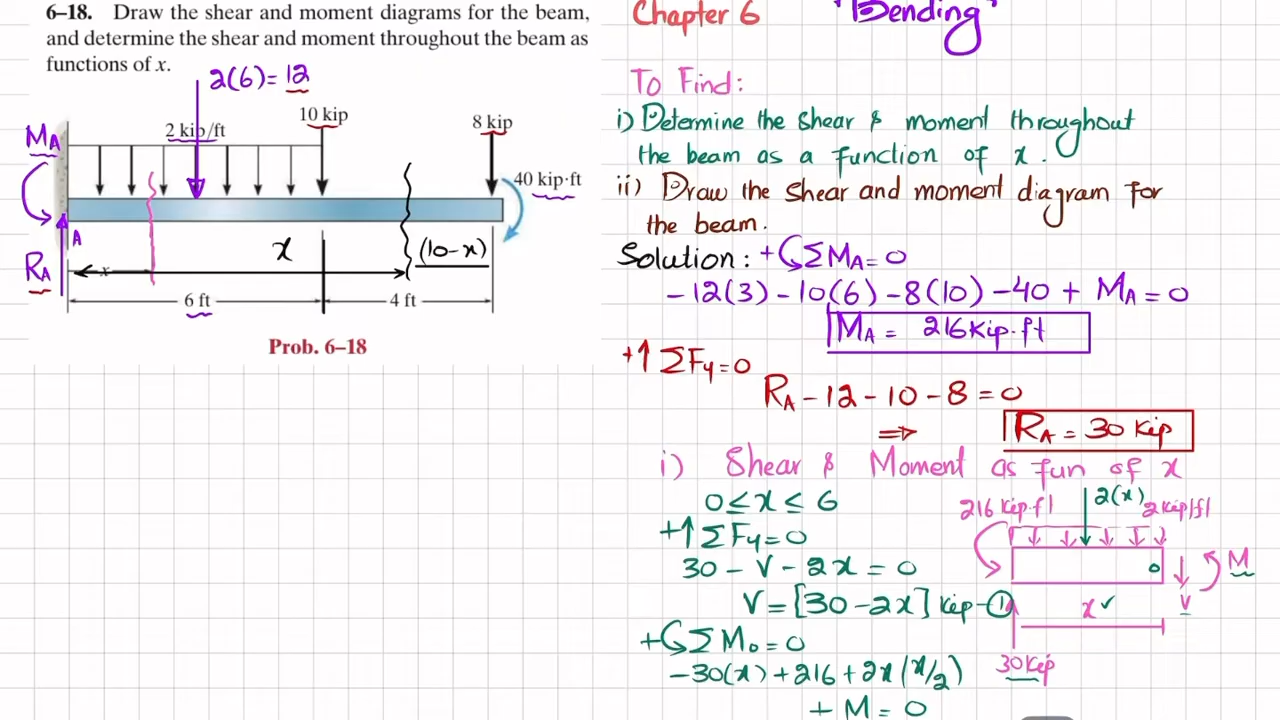 6–18. Draw the shear and moment diagrams for the beam,
and determine the shear and moment throughout the beam as
functions of x.
2(6)= 12
MA
2 kip/ft
10 kip
8 kip
40 kip·ft
A
RA
x
x
(10-x)
6 ft
4 ft
Prob. 6–18
Chapter 6 "Bending"
To Find:
i) Determine the shear & moment throughout
the beam as a function of x.
ii) Draw the shear and moment diagram for
the beam.
Solution: +↺ΣMA=0
-12(3) -10(6) -8(10) -40 + MA = 0
MA = 216 Kip.ft
+↑ΣFy=0
RA -12 -10 -8 = 0
⇒ RA = 30 Kip
i) Shear & Moment as fun of x
0≤x≤6
+↑ΣFy=0
30 - V - 2x = 0
V = [30-2x] kip-①
+↺ΣMo=0
-30(x)+216+2x(x/2)
+ M = 0
216 Kip.ft
2(x)
2kip/ft
o
M
V
x✓
30Kip